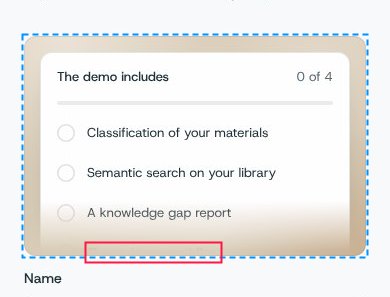 The demo includes
0 of 4
Classification of your materials
Semantic search on your library
A knowledge gap report
Name